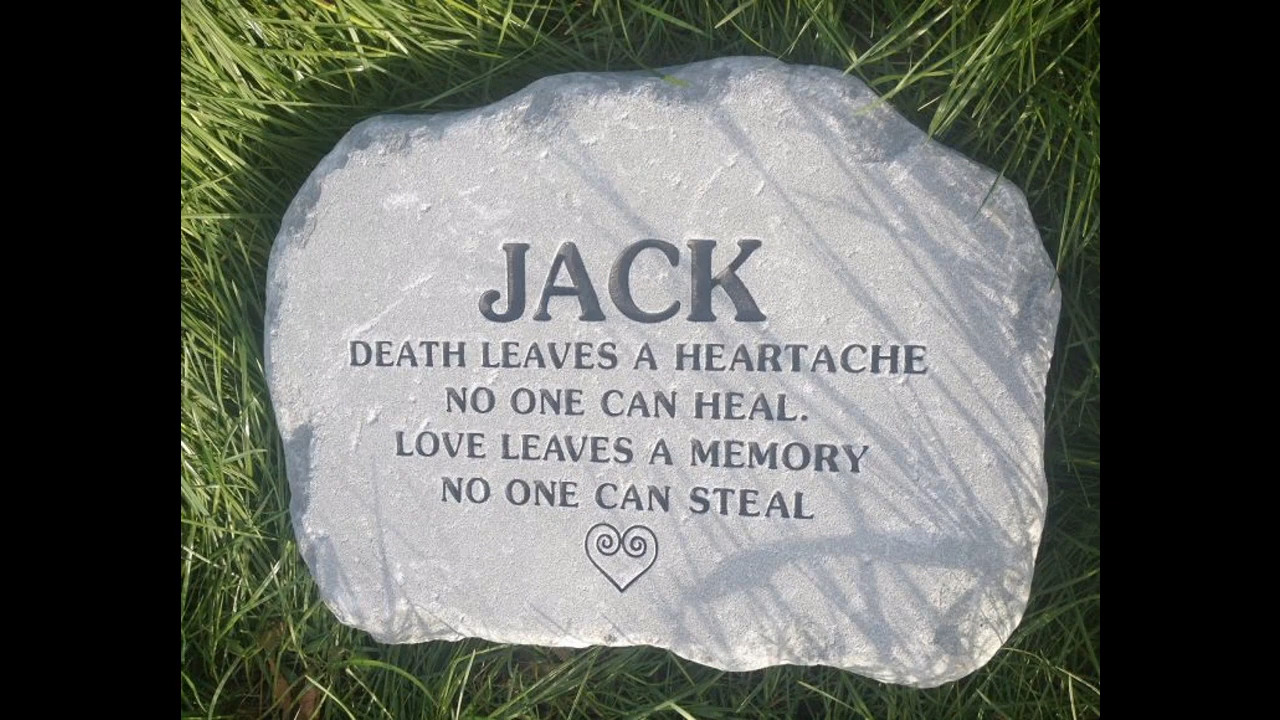 JACK
DEATH LEAVES A HEARTACHE
NO ONE CAN HEAL.
LOVE LEAVES A MEMORY
NO ONE CAN STEAL